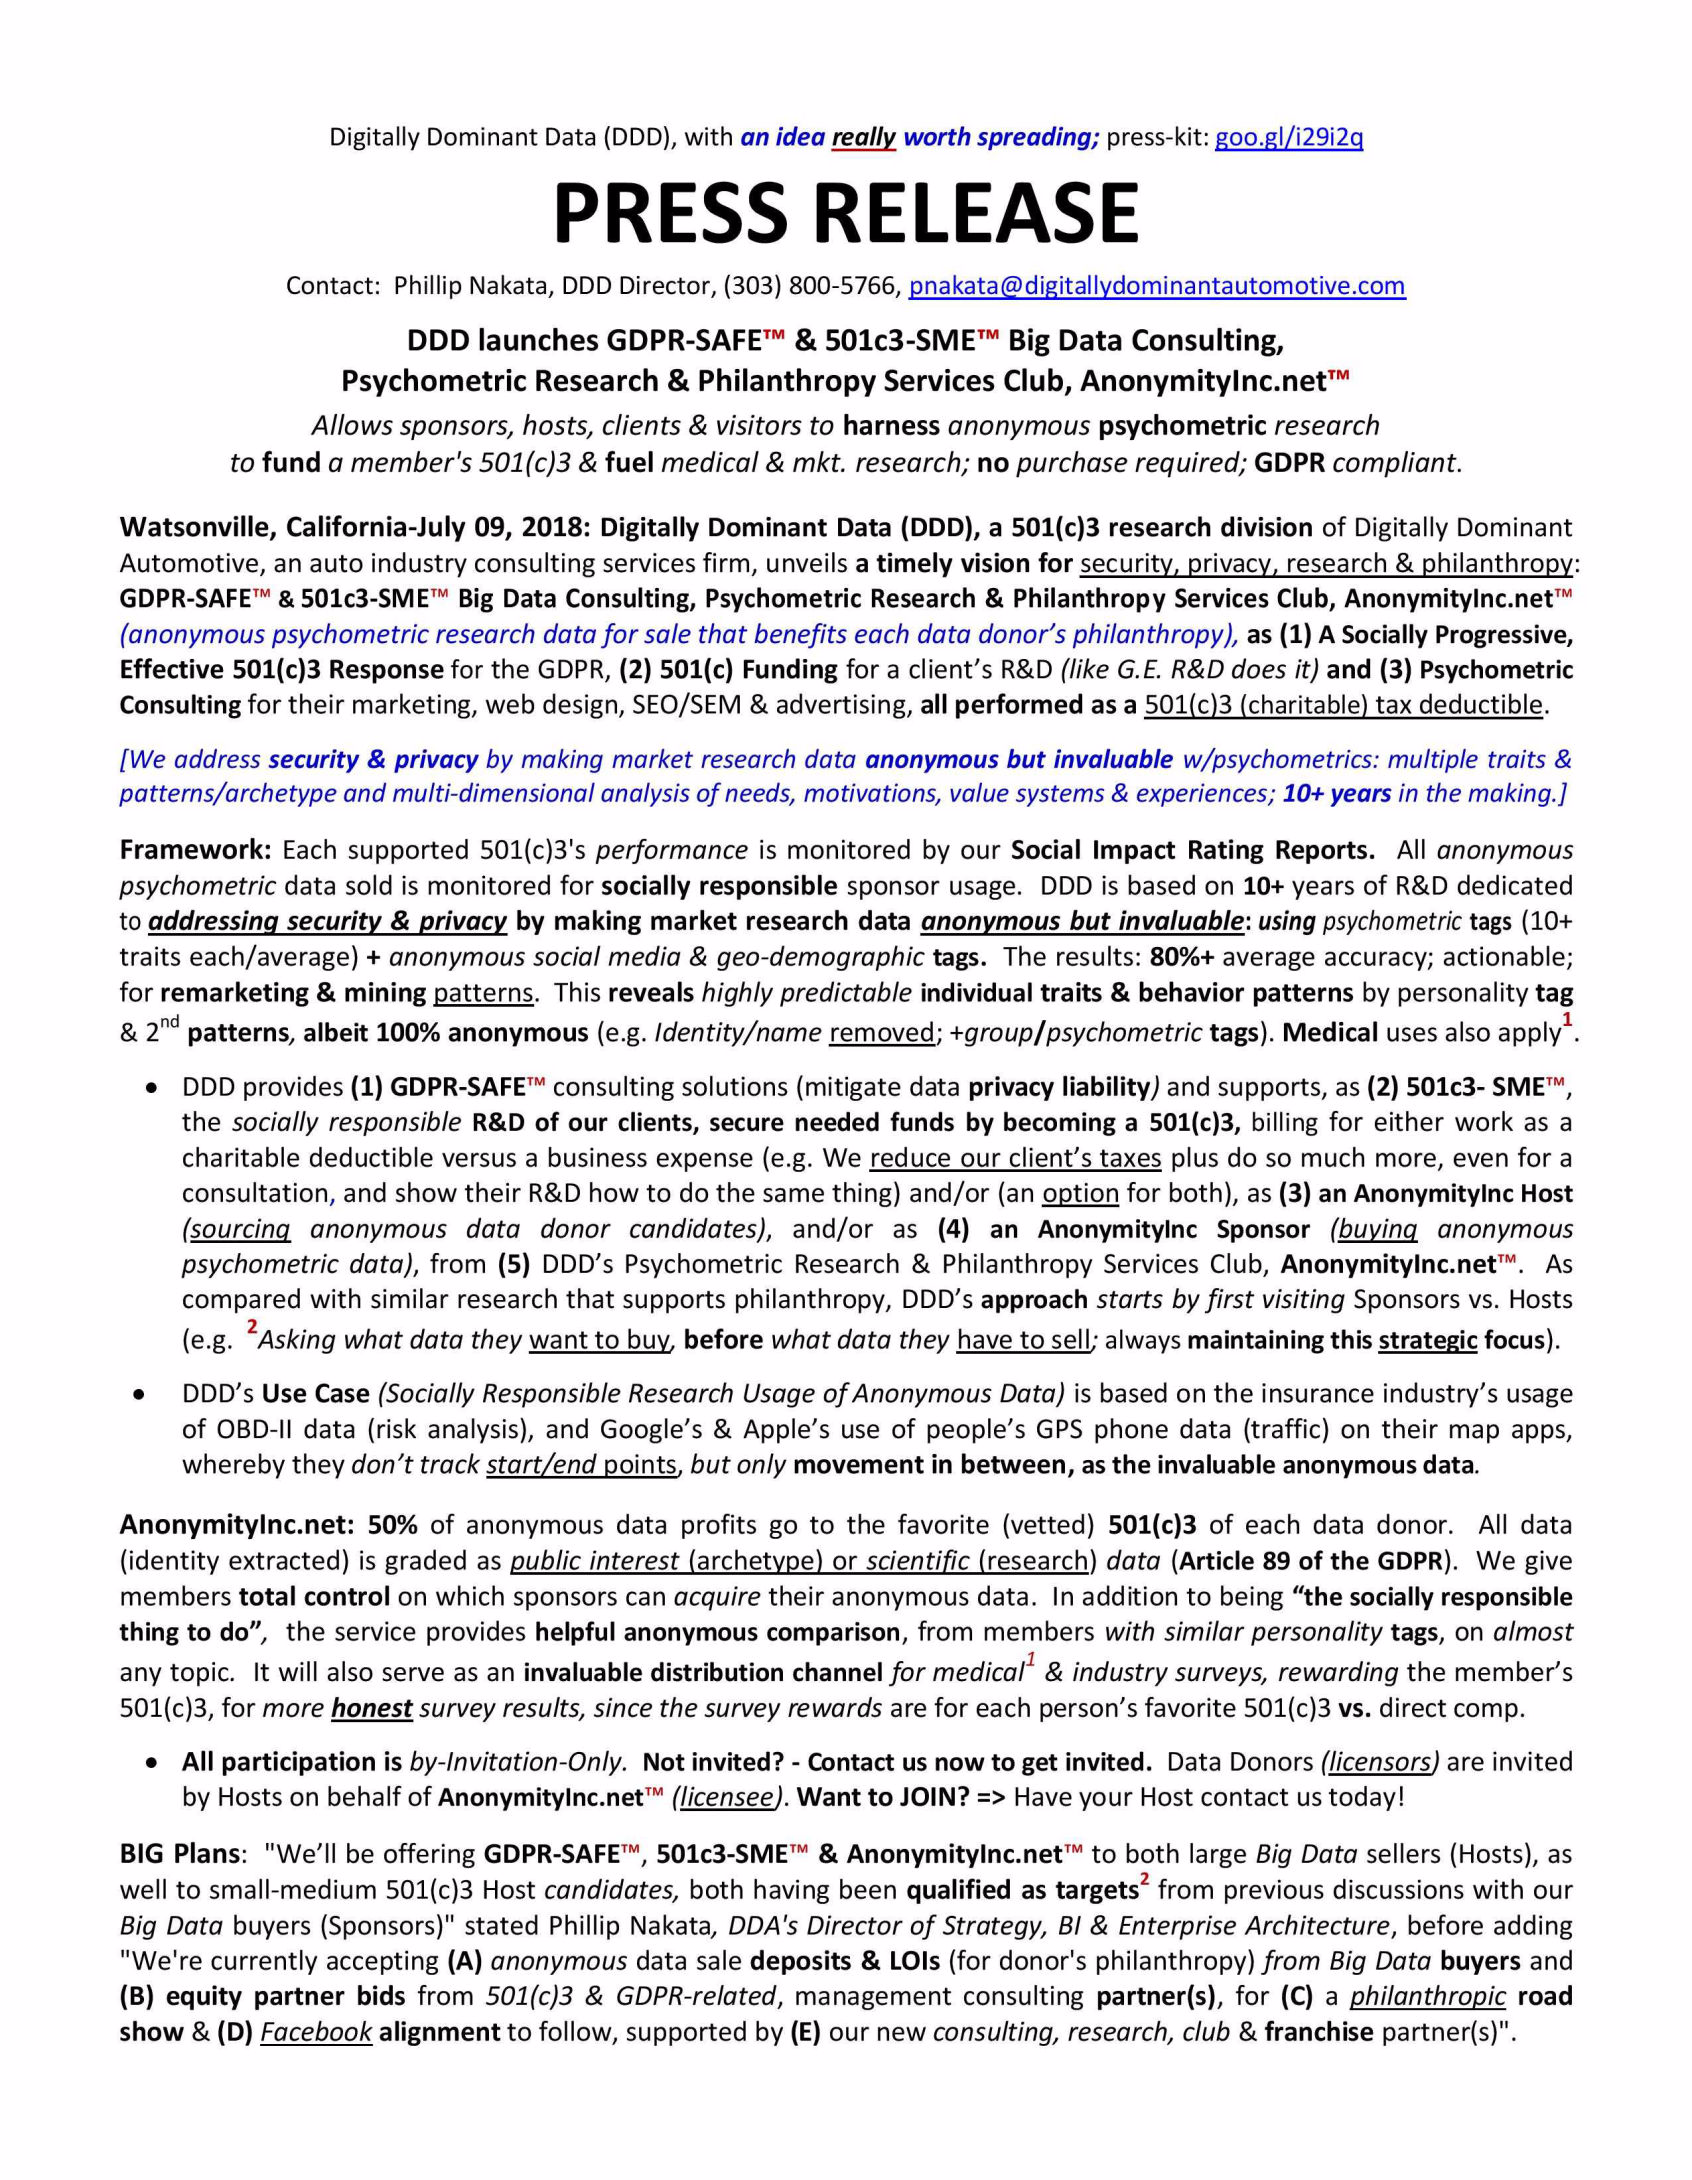 Digitally Dominant Data (DDD), with an idea really worth spreading; press-kit: goo.gl/i29i2q
PRESS RELEASE
Contact: Phillip Nakata, DDD Director, (303) 800-5766, pnakata@digitallydominantautomotive.com
DDD launches GDPR-SAFE™ & 501c3-SME™ Big Data Consulting,
Psychometric Research & Philanthropy Services Club, AnonymityInc.net™
Allows sponsors, hosts, clients & visitors to harness anonymous psychometric research
to fund a member's 501(c)3 & fuel medical & mkt. research; no purchase required; GDPR compliant.
Watsonville, California-July 09, 2018: Digitally Dominant Data (DDD), a 501(c)3 research division of Digitally Dominant
Automotive, an auto industry consulting services firm, unveils a timely vision for security, privacy, research & philanthropy:
GDPR-SAFE™ & 501c3-SME™ Big Data Consulting, Psychometric Research & Philanthropy Services Club, AnonymityInc.net™
(anonymous psychometric research data for sale that benefits each data donor’s philanthropy), as (1) A Socially Progressive,
Effective 501(c)3 Response for the GDPR, (2) 501(c) Funding for a client’s R&D (like G.E. R&D does it) and (3) Psychometric
Consulting for their marketing, web design, SEO/SEM & advertising, all performed as a 501(c)3 (charitable) tax deductible.
[We address security & privacy by making market research data anonymous but invaluable w/psychometrics: multiple traits &
patterns/archetype and multi-dimensional analysis of needs, motivations, value systems & experiences; 10+ years in the making.]
Framework: Each supported 501(c)3's performance is monitored by our Social Impact Rating Reports. All anonymous
psychometric data sold is monitored for socially responsible sponsor usage. DDD is based on 10+ years of R&D dedicated
to addressing security & privacy by making market research data anonymous but invaluable: using psychometric tags (10+
traits each/average) + anonymous social media & geo-demographic tags. The results: 80%+ average accuracy; actionable;
for remarketing & mining patterns. This reveals highly predictable individual traits & behavior patterns by personality tag
& 2nd patterns, albeit 100% anonymous (e.g. Identity/name removed; +group/psychometric tags). Medical uses also apply1.
• DDD provides (1) GDPR-SAFE™ consulting solutions (mitigate data privacy liability) and supports, as (2) 501c3- SME™,
the socially responsible R&D of our clients, secure needed funds by becoming a 501(c)3, billing for either work as a
charitable deductible versus a business expense (e.g. We reduce our client’s taxes plus do so much more, even for a
consultation, and show their R&D how to do the same thing) and/or (an option for both), as (3) an AnonymityInc Host
(sourcing anonymous data donor candidates), and/or as (4) an AnonymityInc Sponsor (buying anonymous
psychometric data), from (5) DDD’s Psychometric Research & Philanthropy Services Club, AnonymityInc.net™. As
compared with similar research that supports philanthropy, DDD’s approach starts by first visiting Sponsors vs. Hosts
(e.g. 2Asking what data they want to buy, before what data they have to sell; always maintaining this strategic focus).
• DDD’s Use Case (Socially Responsible Research Usage of Anonymous Data) is based on the insurance industry’s usage
of OBD-II data (risk analysis), and Google’s & Apple’s use of people’s GPS phone data (traffic) on their map apps,
whereby they don’t track start/end points, but only movement in between, as the invaluable anonymous data.
AnonymityInc.net: 50% of anonymous data profits go to the favorite (vetted) 501(c)3 of each data donor. All data
(identity extracted) is graded as public interest (archetype) or scientific (research) data (Article 89 of the GDPR). We give
members total control on which sponsors can acquire their anonymous data. In addition to being “the socially responsible
thing to do”, the service provides helpful anonymous comparison, from members with similar personality tags, on almost
any topic. It will also serve as an invaluable distribution channel for medical1 & industry surveys, rewarding the member’s
501(c)3, for more honest survey results, since the survey rewards are for each person’s favorite 501(c)3 vs. direct comp.
• All participation is by-Invitation-Only. Not invited? - Contact us now to get invited. Data Donors (licensors) are invited
by Hosts on behalf of AnonymityInc.net™ (licensee). Want to JOIN? => Have your Host contact us today!
BIG Plans: "We’ll be offering GDPR-SAFE™, 501c3-SME™ & AnonymityInc.net™ to both large Big Data sellers (Hosts), as
well to small-medium 501(c)3 Host candidates, both having been qualified as targets2 from previous discussions with our
Big Data buyers (Sponsors)" stated Phillip Nakata, DDA's Director of Strategy, BI & Enterprise Architecture, before adding
"We're currently accepting (A) anonymous data sale deposits & LOIs (for donor's philanthropy) from Big Data buyers and
(B) equity partner bids from 501(c)3 & GDPR-related, management consulting partner(s), for (C) a philanthropic road
show & (D) Facebook alignment to follow, supported by (E) our new consulting, research, club & franchise partner(s)".